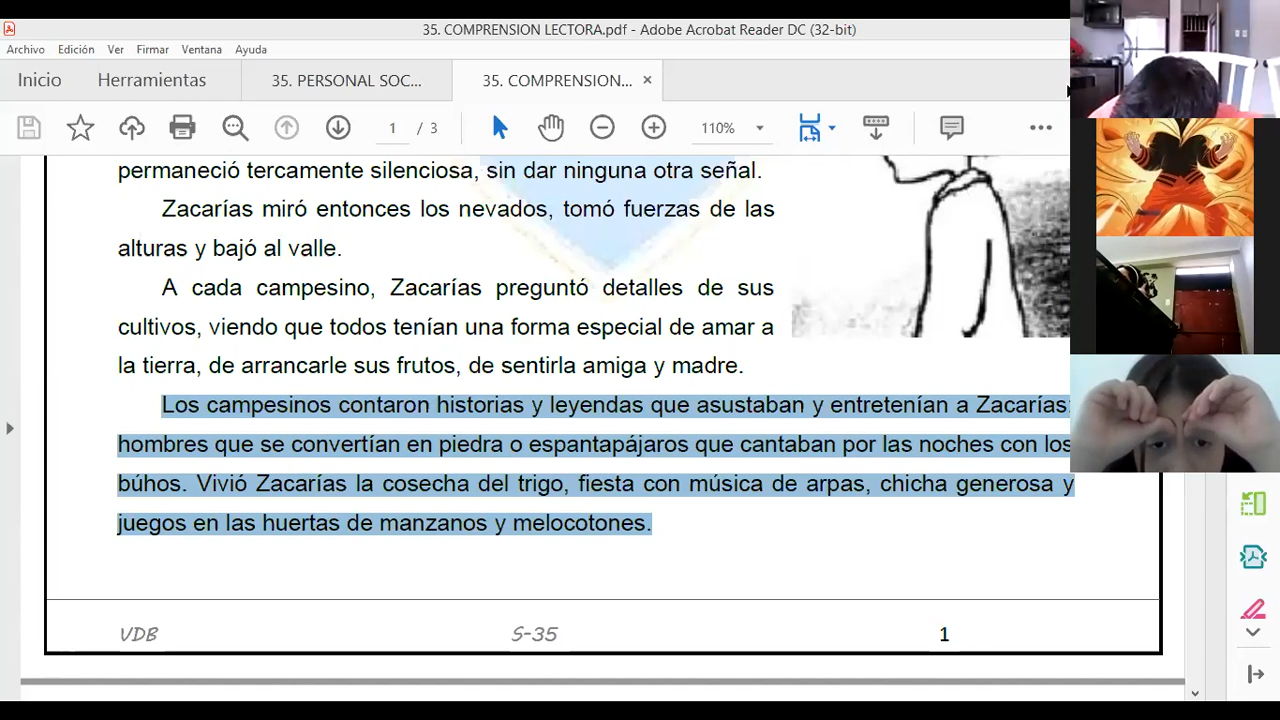 35. COMPRENSION LECTORA.pdf - Adobe Acrobat Reader DC (32-bit)
Archivo Edición Ver Firmar Ventana Ayuda
Inicio Herramientas 35. PERSONAL SOC... 35. COMPRENSION... ×
1 / 3 110%
permaneció tercamente silenciosa, sin dar ninguna otra señal.
Zacarías miró entonces los nevados, tomó fuerzas de las
alturas y bajó al valle.
A cada campesino, Zacarías preguntó detalles de sus
cultivos, viendo que todos tenían una forma especial de amar a
la tierra, de arrancarle sus frutos, de sentirla amiga y madre.
Los campesinos contaron historias y leyendas que asustaban y entretenían a Zacarías:
hombres que se convertían en piedra o espantapájaros que cantaban por las noches con los
búhos. Vivió Zacarías la cosecha del trigo, fiesta con música de arpas, chicha generosa y
juegos en las huertas de manzanos y melocotones.
VDB S-35 1